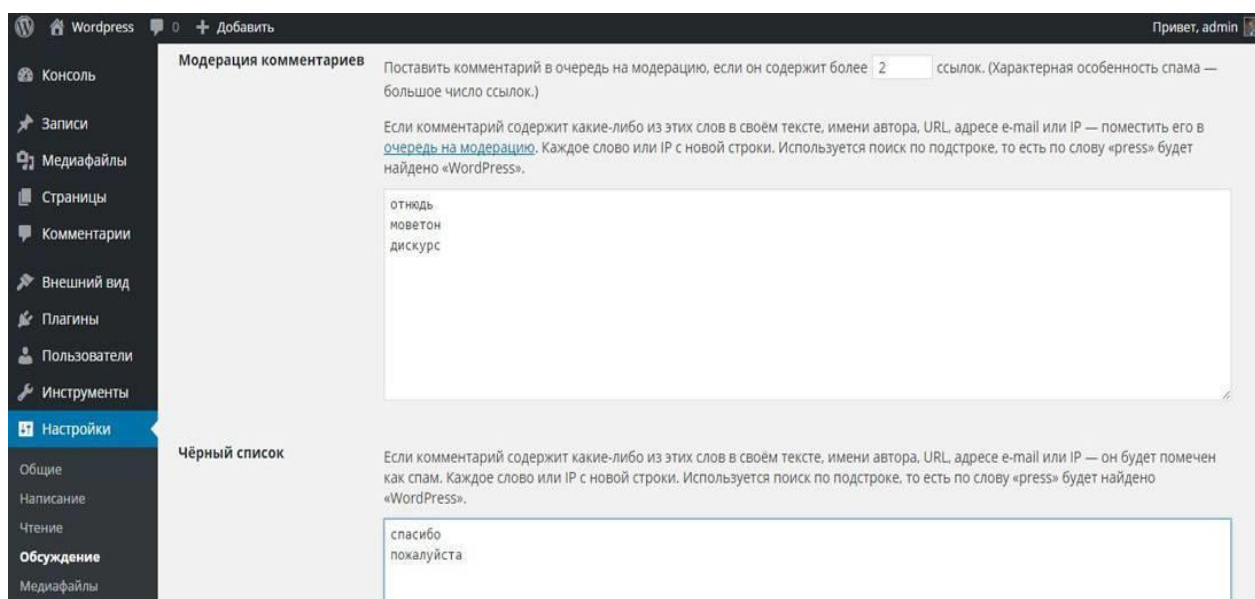 Wordpress 0 + Добавить Привет, admin
Консоль
Записи
Медиафайлы
Страницы
Комментарии
Внешний вид
Плагины
Пользователи
Инструменты
Настройки
Общие
Написание
Чтение
Обсуждение
Медиафайлы
Модерация комментариев
Поставить комментарий в очередь на модерацию, если он содержит более 2 ссылок. (Характерная особенность спама —
большое число ссылок.)
Если комментарий содержит какие-либо из этих слов в своём тексте, имени автора, URL, адресе e-mail или IP — поместить его в
очередь на модерацию. Каждое слово или IP с новой строки. Используется поиск по подстроке, то есть по слову «press» будет
найдено «WordPress».
отнюдь
моветон
дискурс
Чёрный список
Если комментарий содержит какие-либо из этих слов в своём тексте, имени автора, URL, адресе e-mail или IP — он будет помечен
как спам. Каждое слово или IP с новой строки. Используется поиск по подстроке, то есть по слову «press» будет найдено
«WordPress».
спасибо
пожалуйста